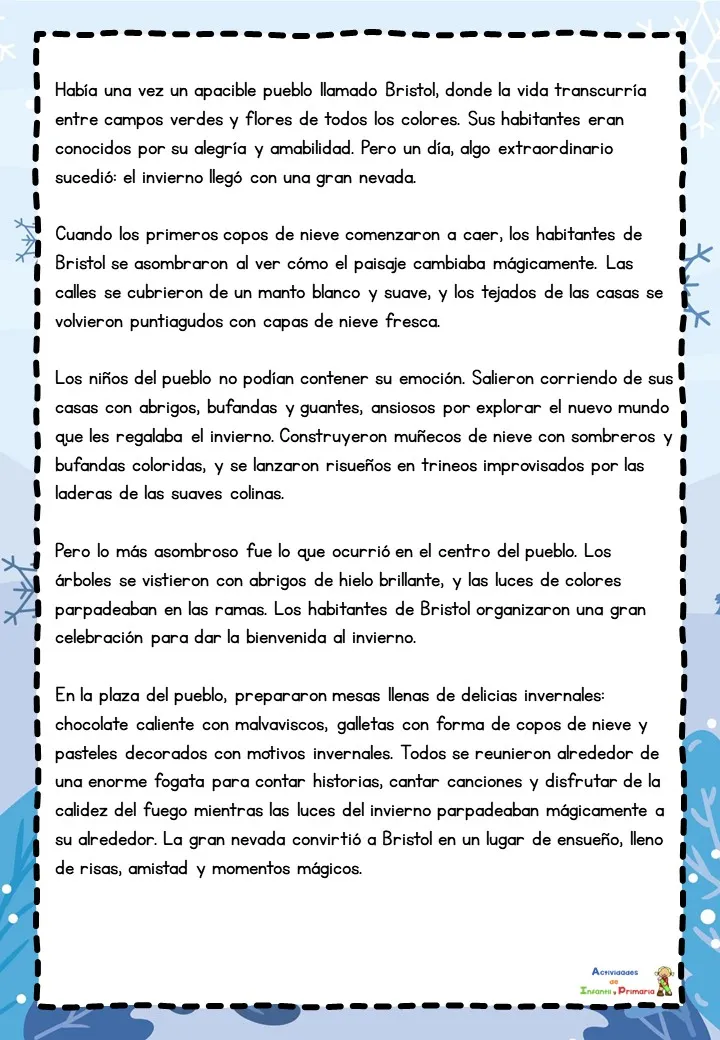 Había una vez un apacible pueblo llamado Bristol, donde la vida transcurría
entre campos verdes y flores de todos los colores. Sus habitantes eran
conocidos por su alegría y amabilidad. Pero un día, algo extraordinario
sucedió: el invierno llegó con una gran nevada.
Cuando los primeros copos de nieve comenzaron a caer, los habitantes de
Bristol se asombraron al ver cómo el paisaje cambiaba mágicamente. Las
calles se cubrieron de un manto blanco y suave, y los tejados de las casas se
volvieron puntiagudos con capas de nieve fresca.
Los niños del pueblo no podían contener su emoción. Salieron corriendo de sus
casas con abrigos, bufandas y guantes, ansiosos por explorar el nuevo mundo
que les regalaba el invierno. Construyeron muñecos de nieve con sombreros y
bufandas coloridas, y se lanzaron risueños en trineos improvisados por las
laderas de las suaves colinas.
Pero lo más asombroso fue lo que ocurrió en el centro del pueblo. Los
árboles se vistieron con abrigos de hielo brillante, y las luces de colores
parpadeaban en las ramas. Los habitantes de Bristol organizaron una gran
celebración para dar la bienvenida al invierno.
En la plaza del pueblo, prepararon mesas llenas de delicias invernales:
chocolate caliente con malvaviscos, galletas con forma de copos de nieve y
pasteles decorados con motivos invernales. Todos se reunieron alrededor de
una enorme fogata para contar historias, cantar canciones y disfrutar de la
calidez del fuego mientras las luces del invierno parpadeaban mágicamente a
su alrededor. La gran nevada convirtió a Bristol en un lugar de ensueño, lleno
de risas, amistad y momentos mágicos.
Actividades
de
Infantil y Primaria